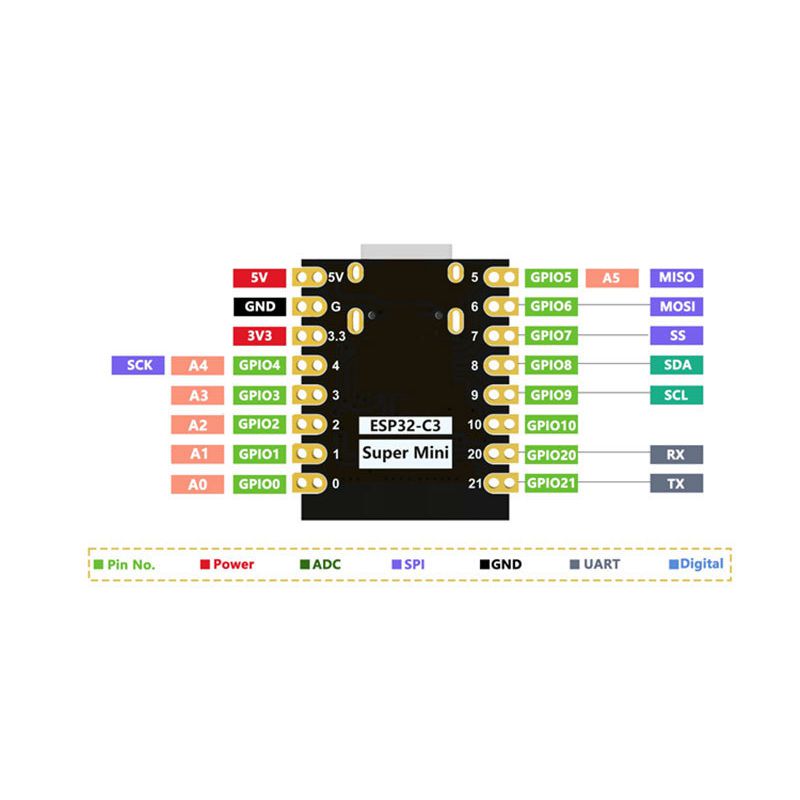 5V 5V 5 GPIO5 A5 MISO
GND G 6 GPIO6 MOSI
3V3 3.3 7 GPIO7 SS
SCK A4 GPIO4 4 8 GPIO8 SDA
A3 GPIO3 3 9 GPIO9 SCL
A2 GPIO2 2 10 GPIO10
A1 GPIO1 1 20 GPIO20 RX
A0 GPIO0 0 21 GPIO21 TX
ESP32-C3
Super Mini
Pin No. Power ADC SPI GND UART Digital